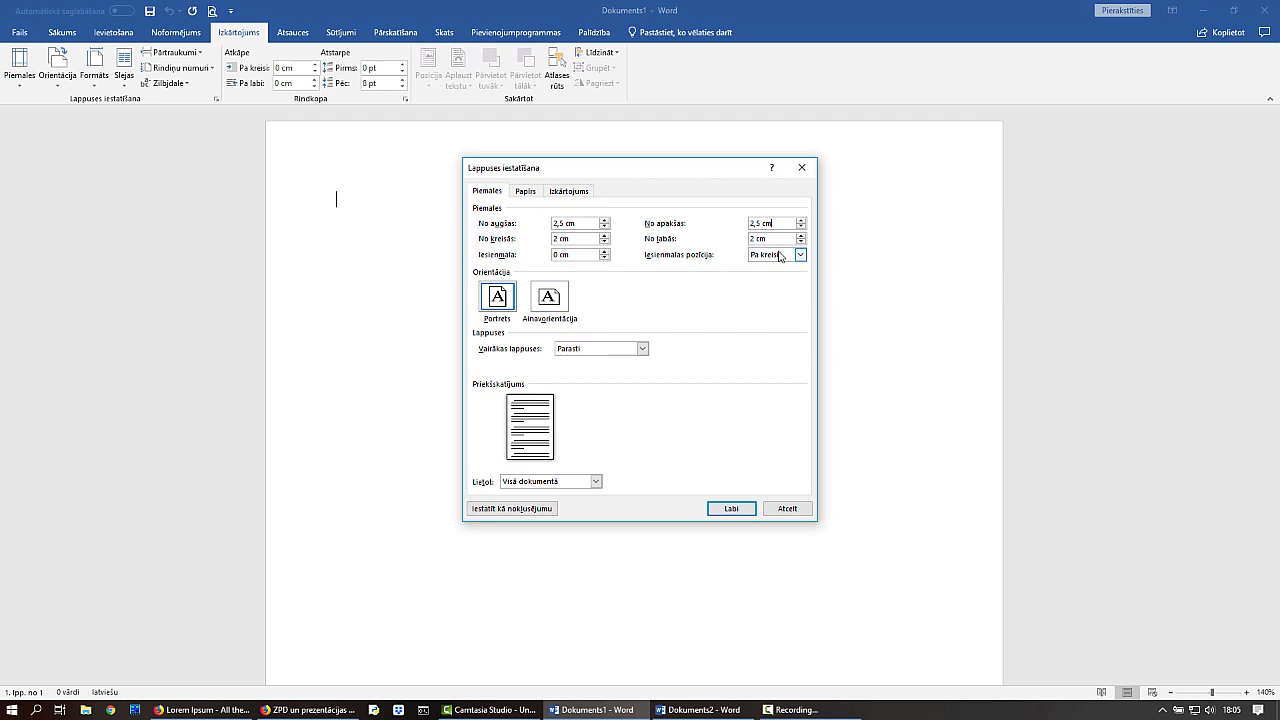 Automātiskā saglabāšana
Dokuments1 - Word
Pierakstīties
Fails Sākums Ievietošana Noformējums Izkārtojums Atsauces Sūtījumi Pārskatīšana Skats Pievienojumprogrammas Palīdzība Pastāstiet, ko vēlaties darīt Kopīgot
Piemales Orientācija Formāts Slejas
Pārtraukumi
Rindiņu numuri
Zilbjdale
Lappuses iestatīšana
Atkāpe Atstarpe
Pa kreisi: 0 cm Pirms: 0 pt
Pa labi: 0 cm Pēc: 8 pt
Rindkopa
Pozīcija Aplauzt tekstu Pārvietot tuvāk Pārvietot tālāk Atlases rūts
Līdzināt
Grupēt
Pagriezt
Sakārtot
Lappuses iestatīšana ?
Piemales Papīrs Izkārtojums
Piemales
No augšas: 2,5 cm No apakšas: 2,5 cm
No kreisās: 2 cm No labās: 2 cm
Iesienmala: 0 cm Iesienmalas pozīcija: Pa kreisi
Orientācija
A A
Portrets Ainavorientācija
Lappuses
Vairākas lappuses: Parasti
Priekšskatījums
Lietot: Visā dokumentā
Iestatīt kā noklusējumu Labi Atcelt
1. lpp. no 1 0 vārdi latviešu 140%
Lorem Ipsum - All the... ZPD un prezentācijas ... Camtasia Studio - Un... Dokuments1 - Word Dokuments2 - Word Recording... 18:05